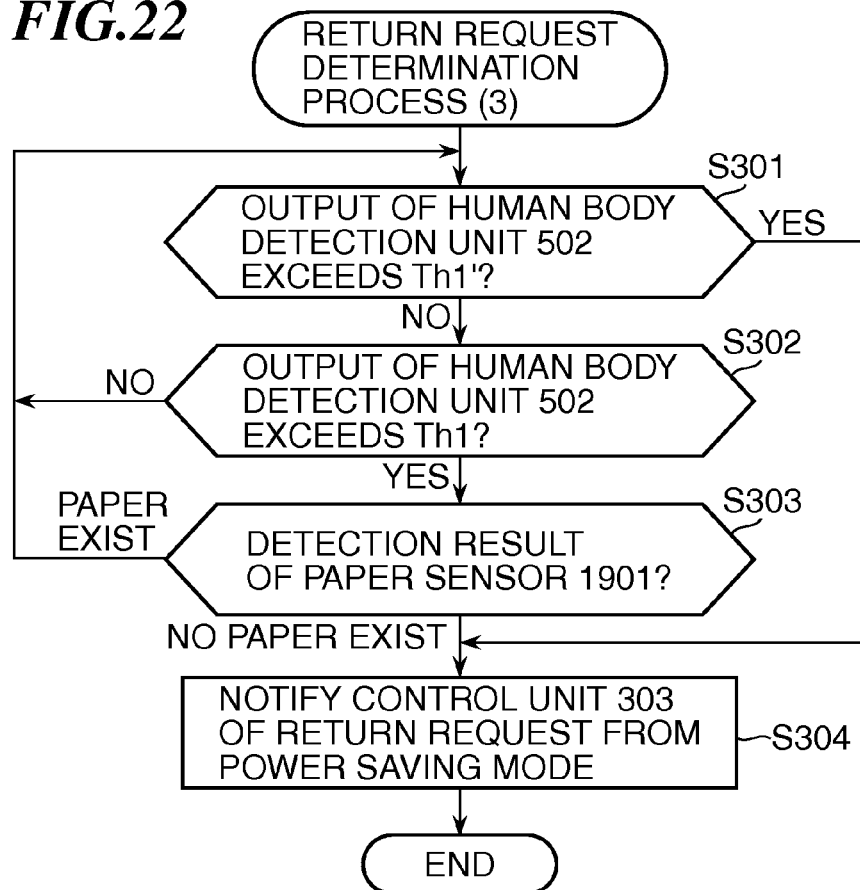 FIG.22
RETURN REQUEST
DETERMINATION
PROCESS (3)
S301
OUTPUT OF HUMAN BODY
DETECTION UNIT 502
EXCEEDS Th1'?
YES
NO
S302
OUTPUT OF HUMAN BODY
DETECTION UNIT 502
EXCEEDS Th1?
NO
YES
PAPER
EXIST
S303
DETECTION RESULT
OF PAPER SENSOR 1901?
NO PAPER EXIST
NOTIFY CONTROL UNIT 303
OF RETURN REQUEST FROM
POWER SAVING MODE
S304
END